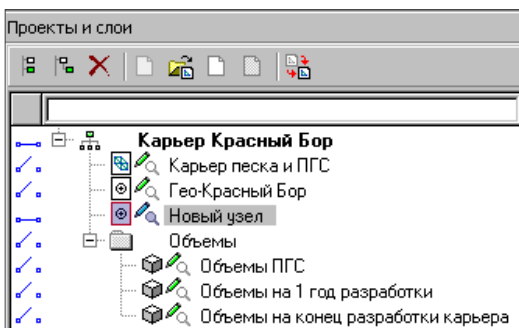 Проекты и слои
Карьер Красный Бор
Карьер песка и ПГС
Гео-Красный Бор
Новый узел
Объемы
Объемы ПГС
Объемы на 1 год разработки
Объемы на конец разработки карьера